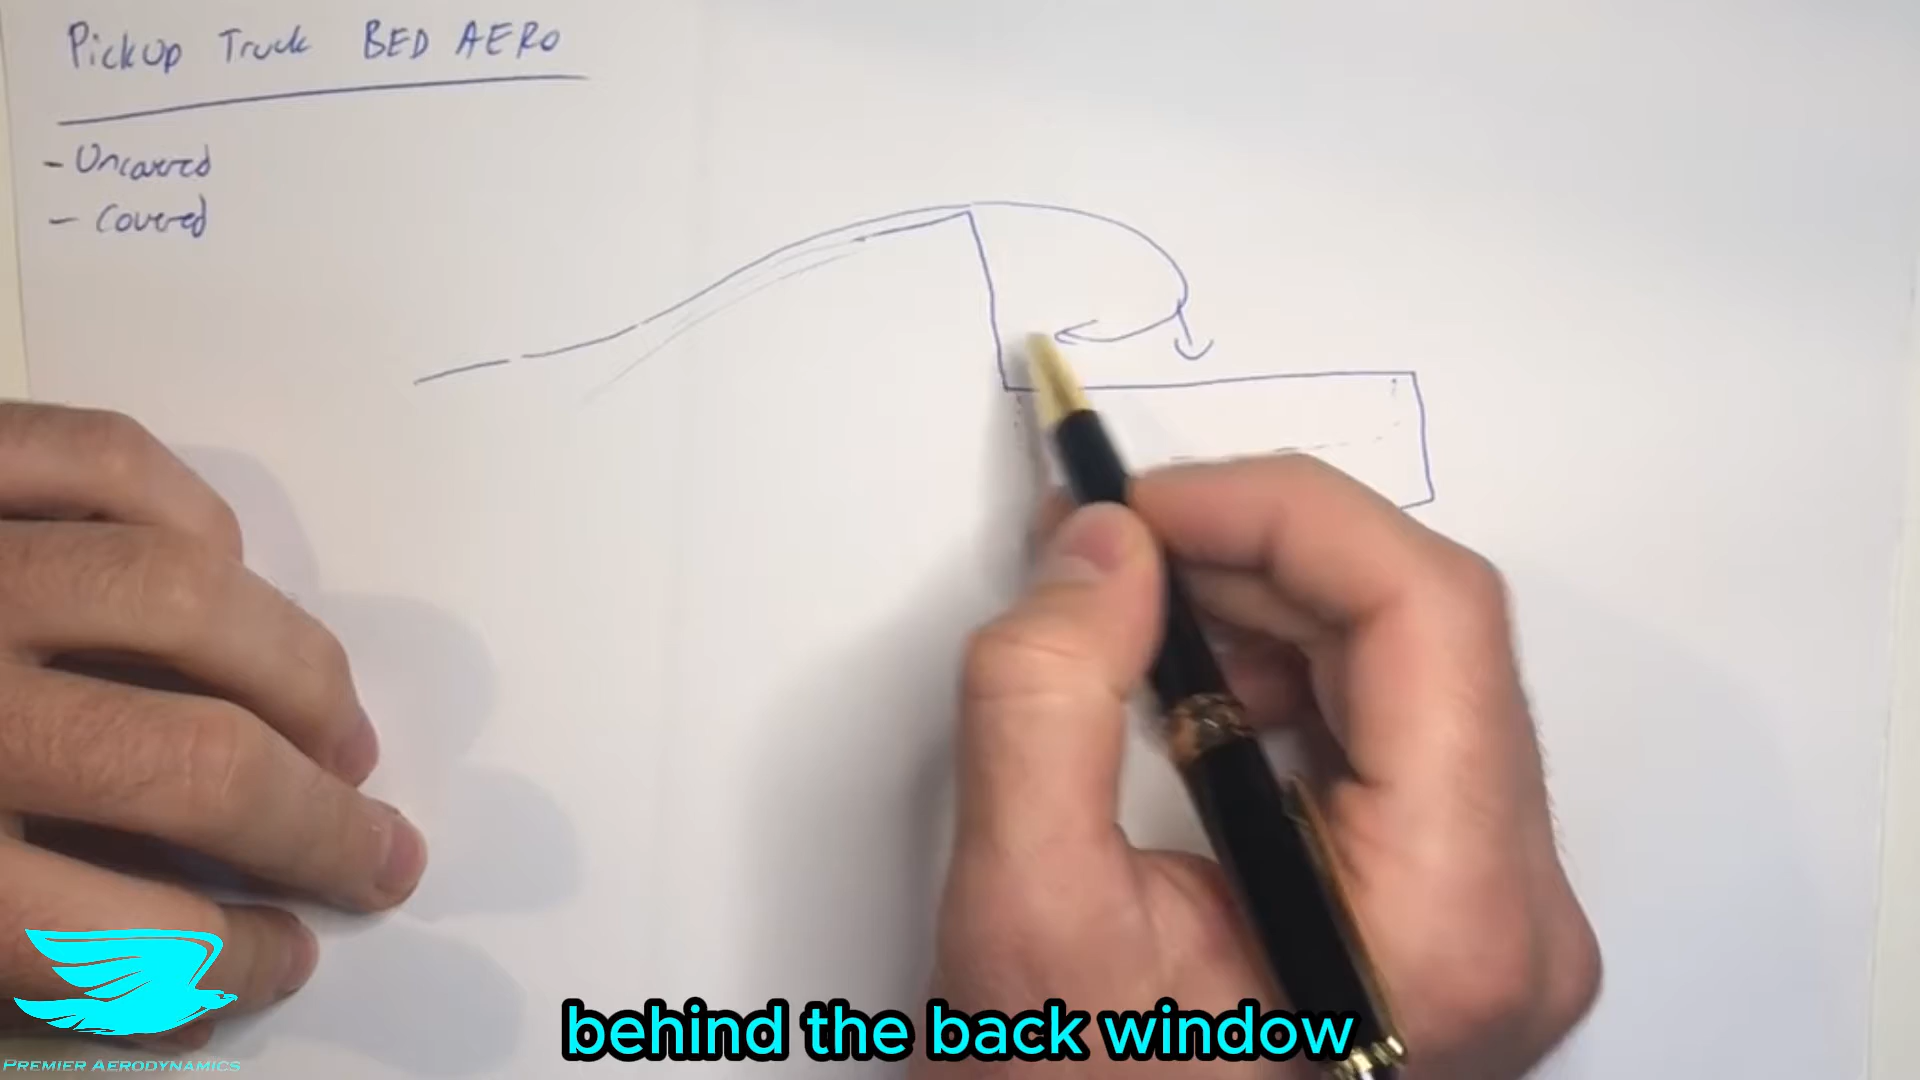 Pickup Truck BED AERO
- Uncovered
- Covered
behind the back window
PREMIER AERODYNAMICS